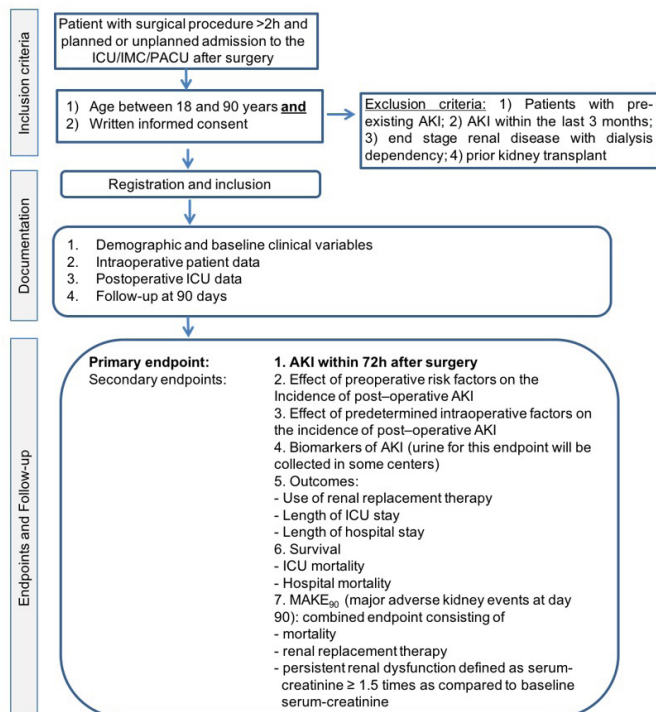 Inclusion criteria
Patient with surgical procedure >2h and
planned or unplanned admission to the
ICU/IMC/PACU after surgery
1) Age between 18 and 90 years and
2) Written informed consent
Exclusion criteria: 1) Patients with pre-
existing AKI; 2) AKI within the last 3 months;
3) end stage renal disease with dialysis
dependency; 4) prior kidney transplant
Documentation
Registration and inclusion
1. Demographic and baseline clinical variables
2. Intraoperative patient data
3. Postoperative ICU data
4. Follow-up at 90 days
Endpoints and Follow-up
Primary endpoint: 1. AKI within 72h after surgery
Secondary endpoints: 2. Effect of preoperative risk factors on the
Incidence of post–operative AKI
3. Effect of predetermined intraoperative factors on
the incidence of post–operative AKI
4. Biomarkers of AKI (urine for this endpoint will be
collected in some centers)
5. Outcomes:
- Use of renal replacement therapy
- Length of ICU stay
- Length of hospital stay
6. Survival
- ICU mortality
- Hospital mortality
7. MAKE90 (major adverse kidney events at day
90): combined endpoint consisting of
- mortality
- renal replacement therapy
- persistent renal dysfunction defined as serum-
creatinine ≥ 1.5 times as compared to baseline
serum-creatinine